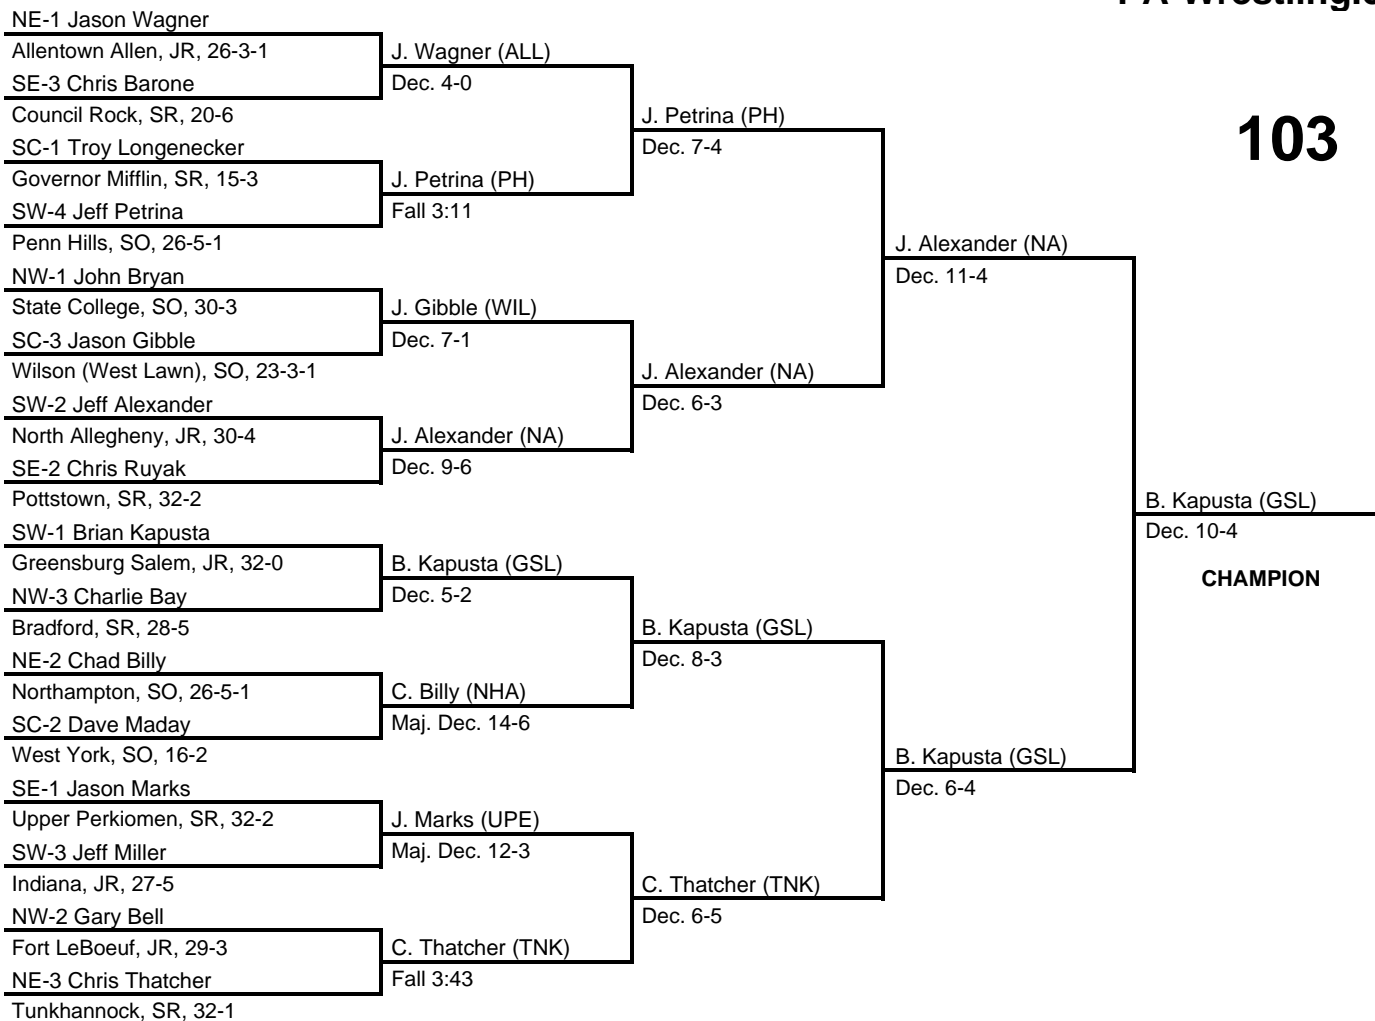 NE-1 Jason Wagner
Allentown Allen, JR, 26-3-1
SE-3 Chris Barone
Council Rock, SR, 20-6
SC-1 Troy Longenecker
Governor Mifflin, SR, 15-3
SW-4 Jeff Petrina
Penn Hills, SO, 26-5-1
NW-1 John Bryan
State College, SO, 30-3
SC-3 Jason Gibble
Wilson (West Lawn), SO, 23-3-1
SW-2 Jeff Alexander
North Allegheny, JR, 30-4
SE-2 Chris Ruyak
Pottstown, SR, 32-2
SW-1 Brian Kapusta
Greensburg Salem, JR, 32-0
NW-3 Charlie Bay
Bradford, SR, 28-5
NE-2 Chad Billy
Northampton, SO, 26-5-1
SC-2 Dave Maday
West York, SO, 16-2
SE-1 Jason Marks
Upper Perkiomen, SR, 32-2
SW-3 Jeff Miller
Indiana, JR, 27-5
NW-2 Gary Bell
Fort LeBoeuf, JR, 29-3
NE-3 Chris Thatcher
Tunkhannock, SR, 32-1
J. Wagner (ALL)
Dec. 4-0
J. Petrina (PH)
Fall 3:11
J. Gibble (WIL)
Dec. 7-1
J. Alexander (NA)
Dec. 9-6
B. Kapusta (GSL)
Dec. 5-2
C. Billy (NHA)
Maj. Dec. 14-6
J. Marks (UPE)
Maj. Dec. 12-3
C. Thatcher (TNK)
Fall 3:43
J. Petrina (PH)
Dec. 7-4
J. Alexander (NA)
Dec. 6-3
B. Kapusta (GSL)
Dec. 8-3
C. Thatcher (TNK)
Dec. 6-5
J. Alexander (NA)
Dec. 11-4
B. Kapusta (GSL)
Dec. 6-4
103
B. Kapusta (GSL)
Dec. 10-4
CHAMPION